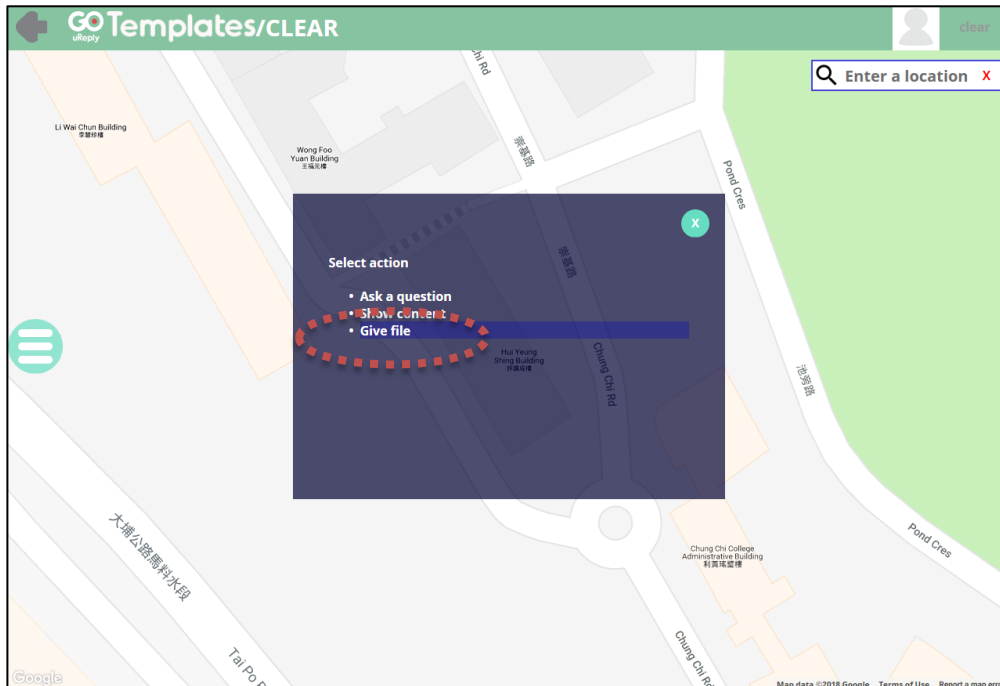 GO
uReply
Templates/CLEAR
clear
Enter a location X
Chi Rd
Li Wai Chun Building
李慧珍樓
Wong Foo
Yuan Building
王福元樓
崇基路
Pond Cres
X
Select action
• Ask a question
• Show content
• Give file
崇基路
Hui Yeung
Shing Building
許讓成樓
Chung Chi Rd
池旁路
大埔公路馬料水段
Pond Cres
Chung Chi College
Administrative Building
利黃瑤璧樓
Chung Chi Rd
Tai Po
Google
Map data ©2018 Google Terms of Use Report a map erro